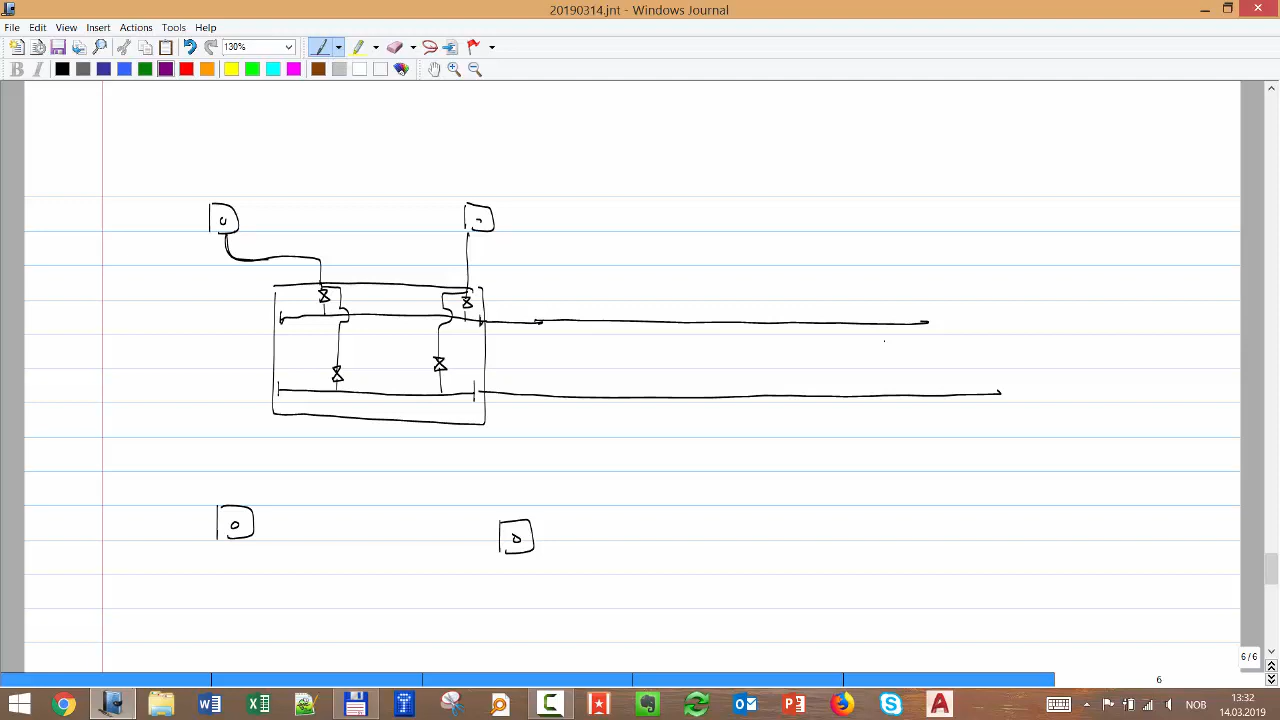 20190314.jnt - Windows Journal
File Edit View Insert Actions Tools Help
130%
B I
6 / 6
6
13:32
NOB
14.03.2019